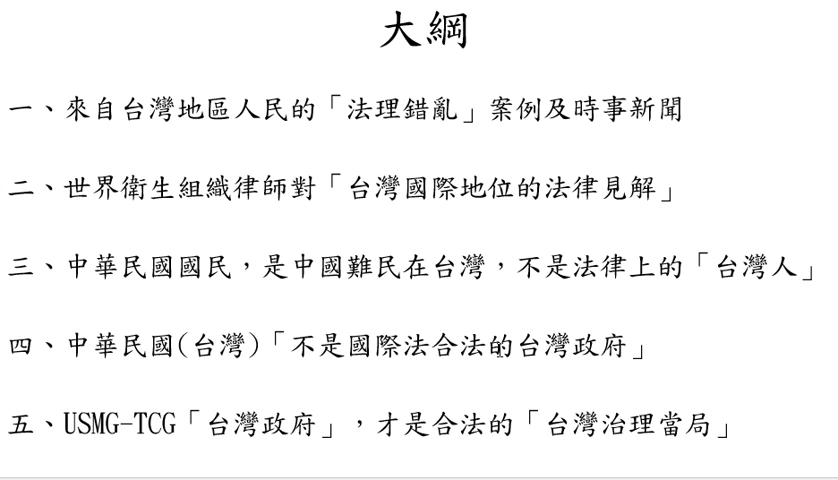 大綱
一、來自台灣地區人民的「法理錯亂」案例及時事新聞
二、世界衛生組織律師對「台灣國際地位的法律見解」
三、中華民國國民，是中國難民在台灣，不是法律上的「台灣人」
四、中華民國(台灣)「不是國際法合法的台灣政府」
五、USMG-TCG「台灣政府」，才是合法的「台灣治理當局」